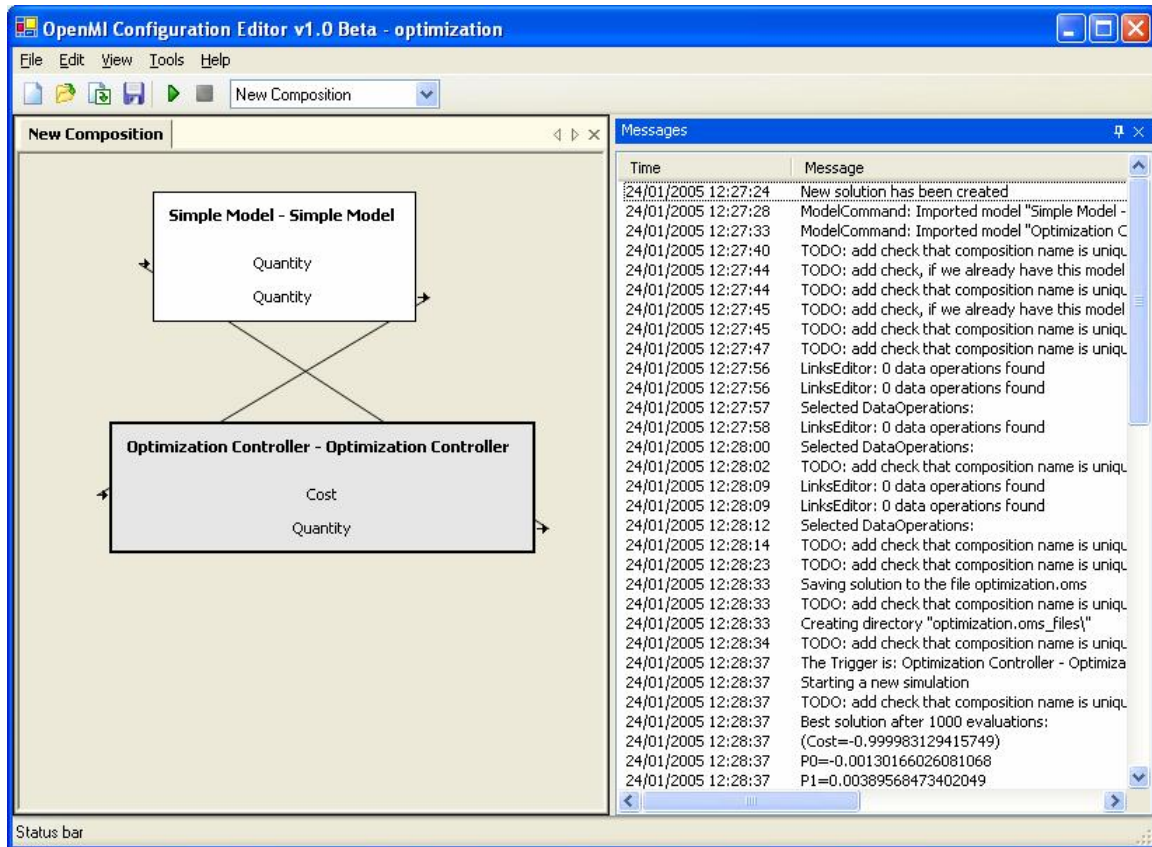 OpenMI Configuration Editor v1.0 Beta - optimization
File Edit View Tools Help
New Composition
New Composition
Simple Model - Simple Model
Quantity
Quantity
Optimization Controller - Optimization Controller
Cost
Quantity
Messages
Time Message
24/01/2005 12:27:24 New solution has been created
24/01/2005 12:27:28 ModelCommand: Imported model "Simple Model -
24/01/2005 12:27:33 ModelCommand: Imported model "Optimization C
24/01/2005 12:27:40 TODO: add check that composition name is uniqu
24/01/2005 12:27:44 TODO: add check, if we already have this model
24/01/2005 12:27:44 TODO: add check that composition name is uniqu
24/01/2005 12:27:45 TODO: add check, if we already have this model
24/01/2005 12:27:45 TODO: add check that composition name is uniqu
24/01/2005 12:27:47 TODO: add check that composition name is uniqu
24/01/2005 12:27:56 LinksEditor: 0 data operations found
24/01/2005 12:27:56 LinksEditor: 0 data operations found
24/01/2005 12:27:57 Selected DataOperations:
24/01/2005 12:27:58 LinksEditor: 0 data operations found
24/01/2005 12:28:00 Selected DataOperations:
24/01/2005 12:28:02 TODO: add check that composition name is uniqu
24/01/2005 12:28:09 LinksEditor: 0 data operations found
24/01/2005 12:28:09 LinksEditor: 0 data operations found
24/01/2005 12:28:12 Selected DataOperations:
24/01/2005 12:28:14 TODO: add check that composition name is uniqu
24/01/2005 12:28:23 TODO: add check that composition name is uniqu
24/01/2005 12:28:33 Saving solution to the file optimization.oms
24/01/2005 12:28:33 TODO: add check that composition name is uniqu
24/01/2005 12:28:33 Creating directory "optimization.oms_files\"
24/01/2005 12:28:34 TODO: add check that composition name is uniqu
24/01/2005 12:28:37 The Trigger is: Optimization Controller - Optimiza
24/01/2005 12:28:37 Starting a new simulation
24/01/2005 12:28:37 TODO: add check that composition name is uniqu
24/01/2005 12:28:37 Best solution after 1000 evaluations:
24/01/2005 12:28:37 (Cost=-0.999983129415749)
24/01/2005 12:28:37 P0=-0.00130166026081068
24/01/2005 12:28:37 P1=0.00389568473402049
Status bar